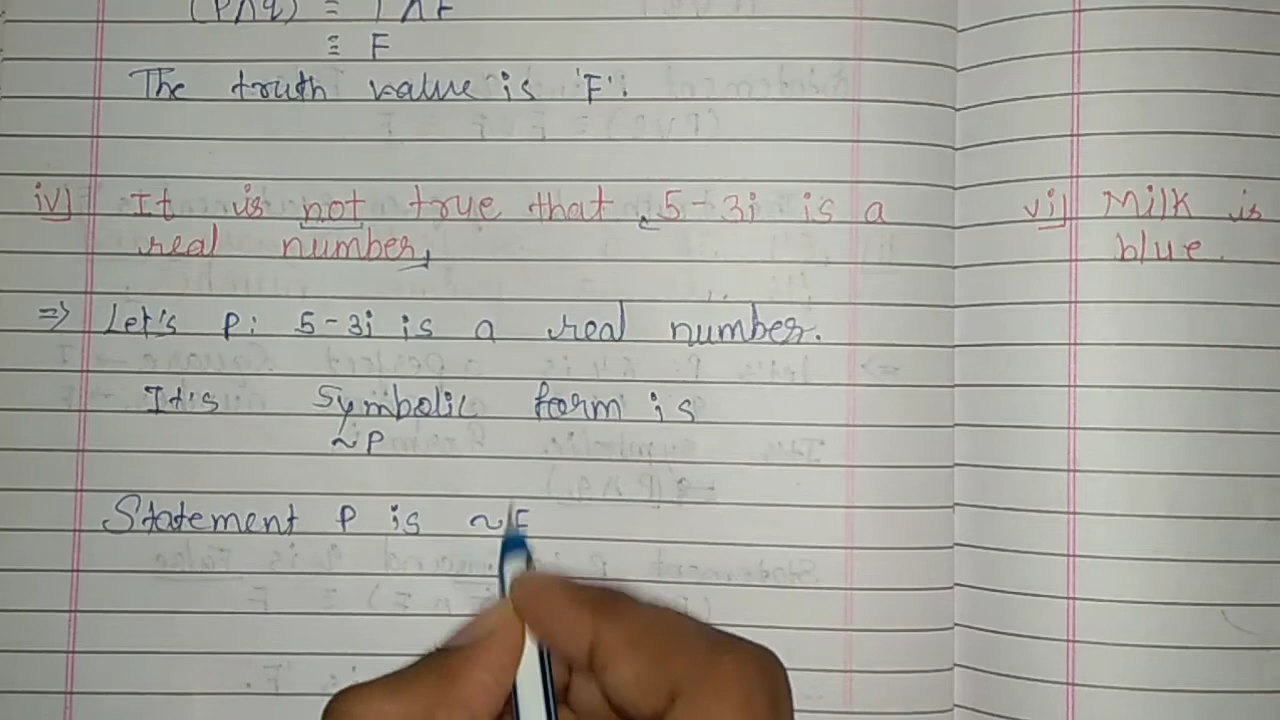 (P∧q) ≡ T∧F
≡ F
The truth value is 'F'.
iv) It is not true that 5-3i is a
real number,
=> Let's P: 5-3i is a real number.
It's Symbolic form is
~P
Statement P is ~F
vi) Milk is
blue.